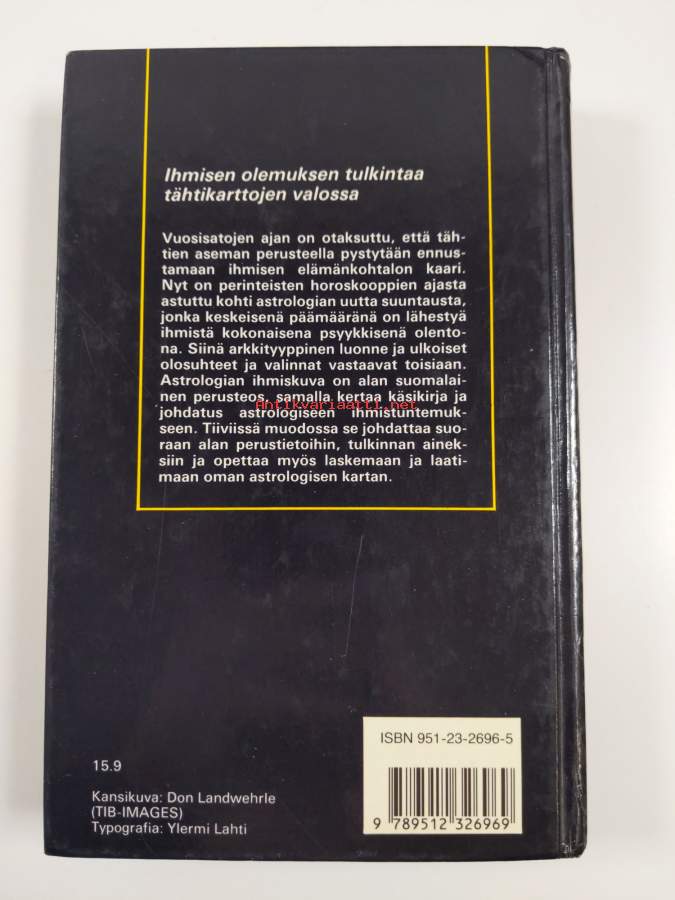 Ihmisen olemuksen tulkintaa
tähtikarttojen valossa
Vuosisatojen ajan on otaksuttu, että täh-
tien aseman perusteella pystytään ennus-
tamaan ihmisen elämänkohtalon kaari.
Nyt on perinteisten horoskooppien ajasta
astuttu kohti astrologian uutta suuntausta,
jonka keskeisenä päämääränä on lähestyä
ihmistä kokonaisena psyykkisenä olento-
na. Siinä arkkityyppinen luonne ja ulkoiset
olosuhteet ja valinnat vastaavat toisiaan.
Astrologian ihmiskuva on alan suomalai-
nen perusteos, samalla kertaa käsikirja ja
Antikvariaatti.net
johdatus astrologiseen ihmistuntemuk-
seen. Tiiviissä muodossa se johdattaa suo-
raan alan perustietoihin, tulkinnan ainek-
siin ja opettaa myös laskemaan ja laati-
maan oman astrologisen kartan.
ISBN 951-23-2696-5
9 789512 326969
15.9
Kansikuva: Don Landwehrle
(TIB-IMAGES)
Typografia: Ylermi Lahti